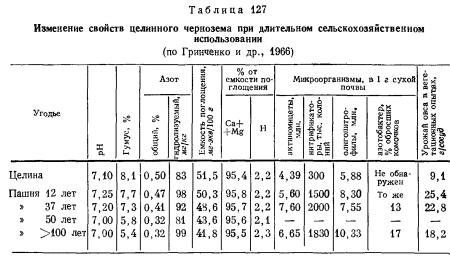 Таблица 127
Изменение свойств целинного чернозема при длительном сельскохозяйственном
использовании
(по Гринченко и др., 1966)
Угодье
pH
Гумус, %
Азот
общий, %
гидролизуемый, мг/кг
Емкость поглощения, мг-экв/100 г
% от емкости поглощения
Ca + Mg
H
Микроорганизмы, в 1 г сухой почвы
актиномицеты, млн.
нитрификаторы, тыс. колоний
олигонитрофилы, млн.
азотобактер, % обросших комочков
Урожай овса в вегетационных опытах, г/сосуд
Целина 7,10 8,1 0,50 83 51,5 95,4 2,2 4,39 300 5,88 Не обнаружен 9,1
Пашня 12 лет 7,25 7,7 0,47 98 50,3 95,8 2,2 5,60 1500 8,30 То же 25,4
» 37 лет 7,20 7,3 0,41 92 48,6 95,7 2,2 7,60 2000 7,55 13 22,8
» 50 лет 7,00 5,8 0,32 81 43,6 95,6 2,1 — — — — —
» >100 лет 7,00 5,4 0,32 99 41,8 95,5 2,3 6,65 1830 10,33 17 18,2